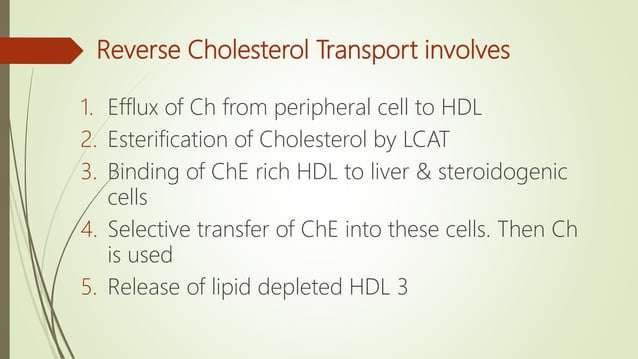 Reverse Cholesterol Transport involves
1. Efflux of Ch from peripheral cell to HDL
2. Esterification of Cholesterol by LCAT
3. Binding of ChE rich HDL to liver & steroidogenic
cells
4. Selective transfer of ChE into these cells. Then Ch
is used
5. Release of lipid depleted HDL 3